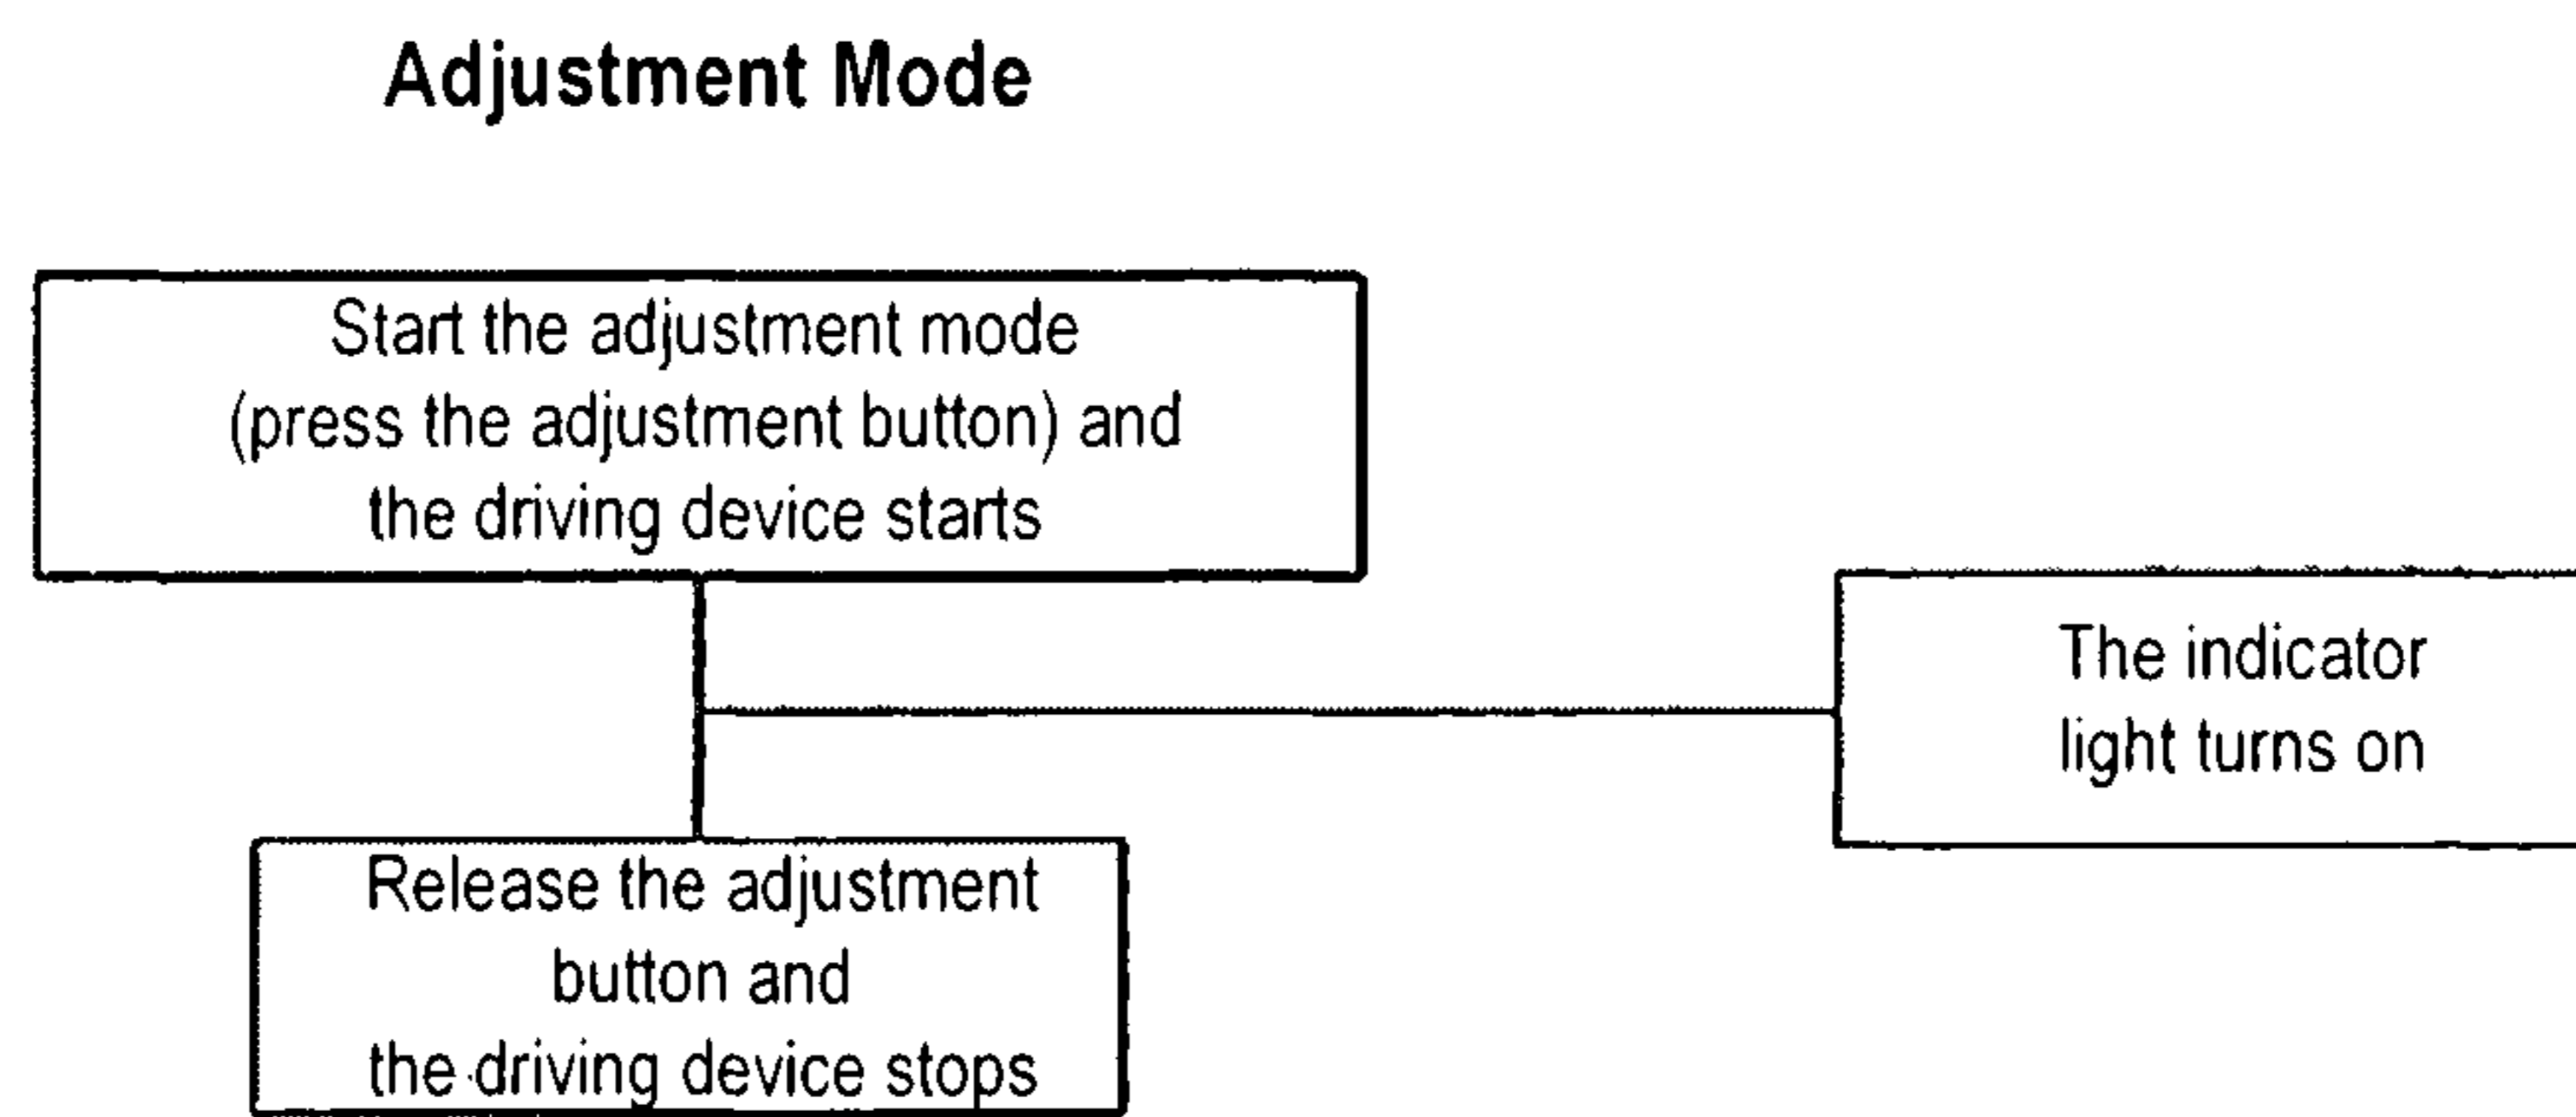 Adjustment Mode
Start the adjustment mode
(press the adjustment button) and
the driving device starts
The indicator
light turns on
Release the adjustment
button and
the driving device stops